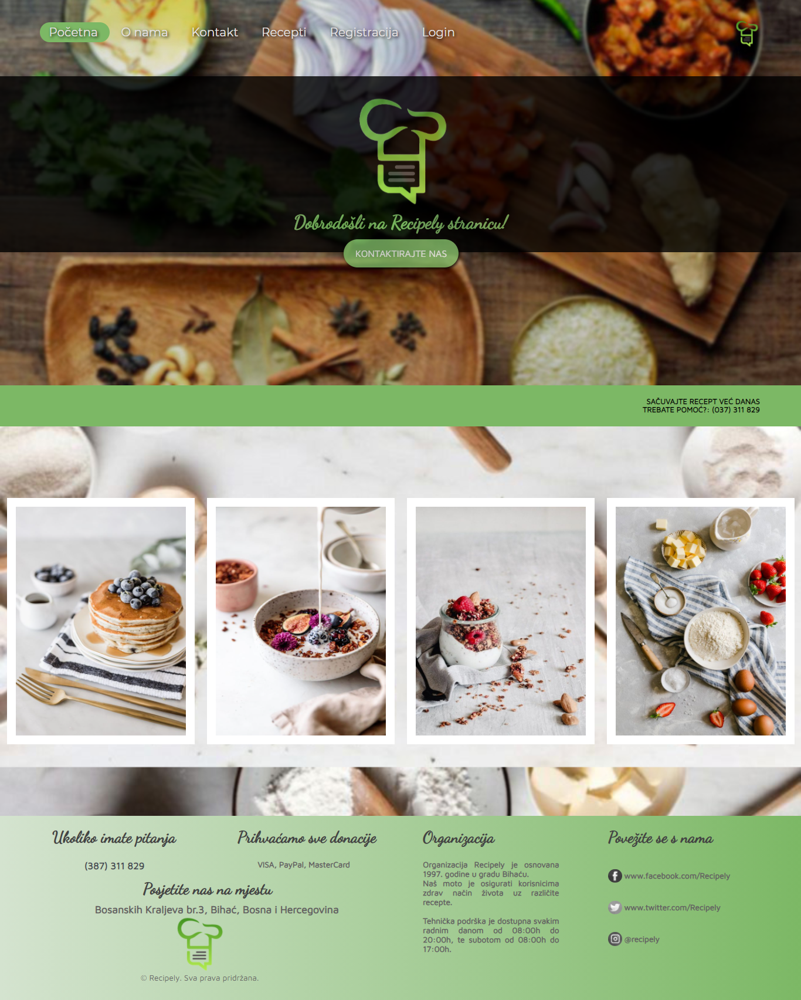 Početna
O nama
Kontakt
Recepti
Registracija
Login
Dobrodošli na Recipely stranicu!
KONTAKTIRAJTE NAS
SAČUVAJTE RECEPT VEĆ DANAS
TREBATE POMOĆ?: (037) 311 829
Ukoliko imate pitanja
(387) 311 829
Prihvaćamo sve donacije
VISA, PayPal, MasterCard
Posjetite nas na mjestu
Bosanskih Kraljeva br.3, Bihać, Bosna i Hercegovina
© Recipely. Sva prava pridržana.
Organizacija
Organizacija Recipely je osnovana
1997. godine u gradu Bihaću.
Naš moto je osigurati korisnicima
zdrav način života uz različite
recepte.
Tehnička podrška je dostupna svakim
radnim danom od 08:00h do
20:00h, te subotom od 08:00h do
17:00h.
Povežite se s nama
www.facebook.com/Recipely
www.twitter.com/Recipely
@recipely